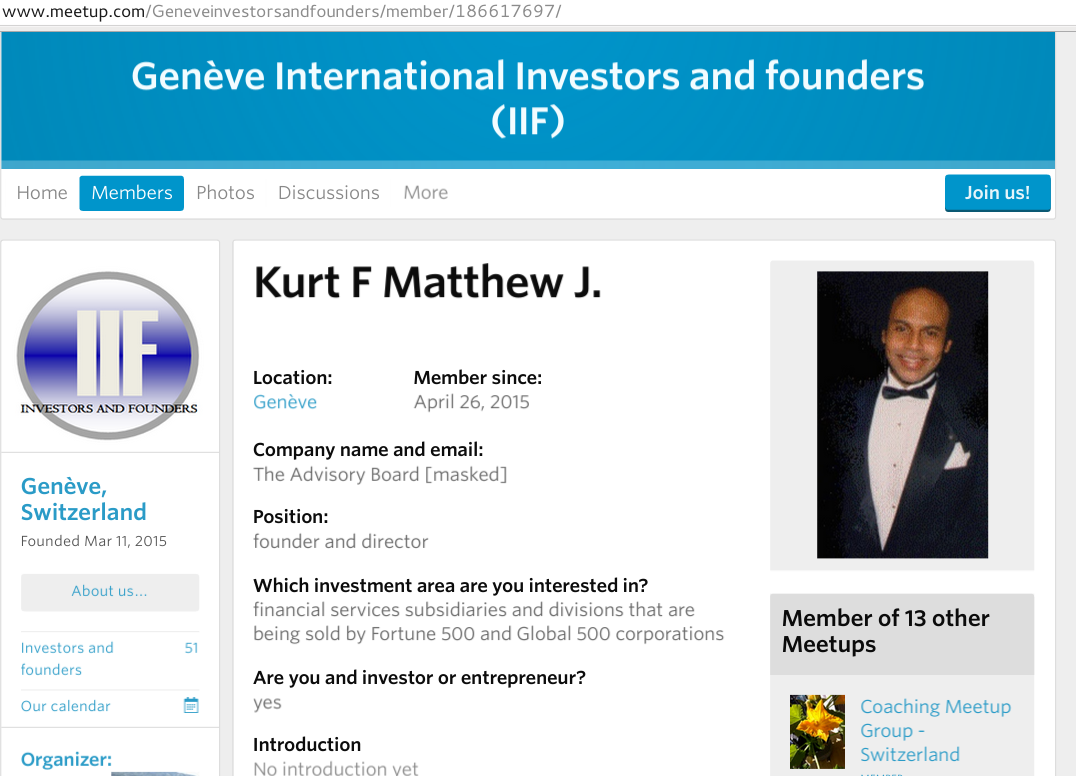 www.meetup.com/Geneveinvestorsandfounders/member/186617697/
Genève International Investors and founders
(IIF)
Home Members Photos Discussions More Join us!
IIF
INVESTORS AND FOUNDERS
Genève,
Switzerland
Founded Mar 11, 2015
About us...
Investors and 51
founders
Our calendar
Organizer:
Kurt F Matthew J.
Location: Member since:
Genève April 26, 2015
Company name and email:
The Advisory Board [masked]
Position:
founder and director
Which investment area are you interested in?
financial services subsidiaries and divisions that are
being sold by Fortune 500 and Global 500 corporations
Are you and investor or entrepreneur?
yes
Introduction
No introduction yet
Member of 13 other
Meetups
Coaching Meetup
Group -
Switzerland